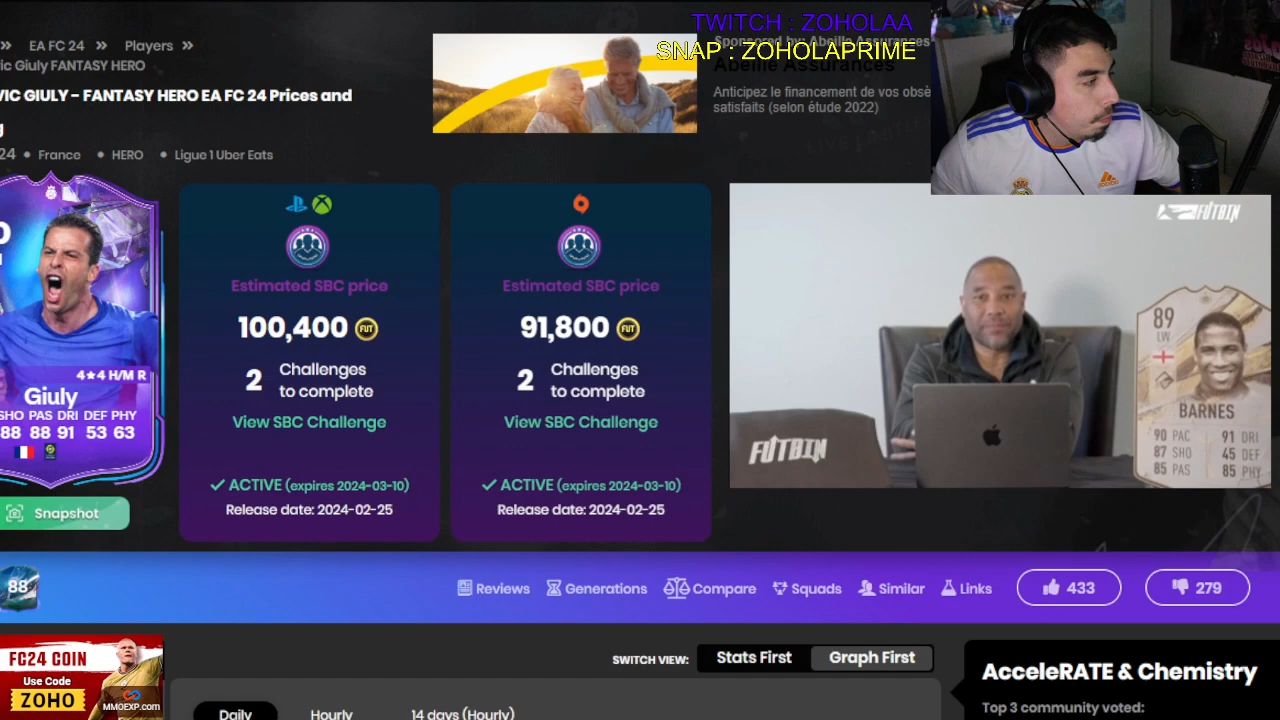 TWITCH : ZOHOLAA
SNAP : ZOHOLAPRIME
EA FC 24 Players
ic Giuly FANTASY HERO
VIC GIULY - FANTASY HERO EA FC 24 Prices and
g
24 • France • HERO • Ligue 1 Uber Eats
Sponsored by: Abeille Assurances
Abeille Assurances
Anticipez le financement de vos obsè
satisfaits (selon étude 2022)
4★4 H/M R
Giuly
SHO PAS DRI DEF PHY
88 88 91 53 63
Snapshot
Estimated SBC price
100,400 FUT
2 Challenges
to complete
View SBC Challenge
ACTIVE (expires 2024-03-10)
Release date: 2024-02-25
Estimated SBC price
91,800 FUT
2 Challenges
to complete
View SBC Challenge
ACTIVE (expires 2024-03-10)
Release date: 2024-02-25
FUTBIN
FUTBIN
89
LW
BARNES
90 PAC 91 DRI
87 SHO 45 DEF
85 PAS 85 PHY
88
Reviews Generations Compare Squads Similar Links 433 279
FC24 COIN
Use Code
ZOHO
MMOEXP.com
SWITCH VIEW: Stats First Graph First
Daily Hourly 14 days (Hourly)
AcceleRATE & Chemistry
Top 3 community voted: